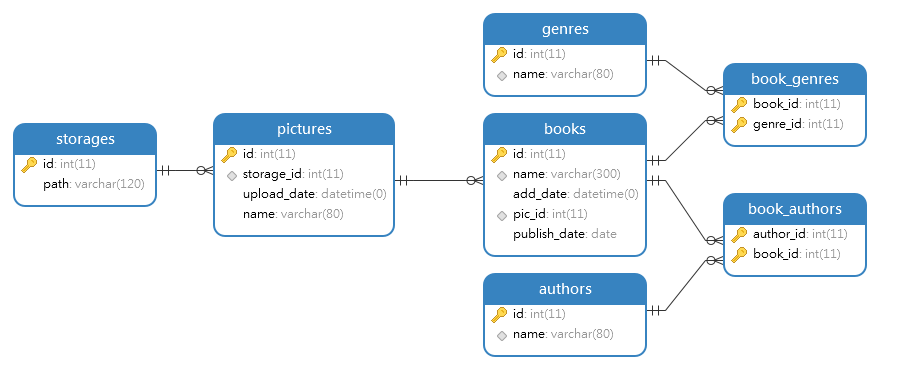 storages
id: int(11)
path: varchar(120)
pictures
id: int(11)
storage_id: int(11)
upload_date: datetime(0)
name: varchar(80)
genres
id: int(11)
name: varchar(80)
books
id: int(11)
name: varchar(300)
add_date: datetime(0)
pic_id: int(11)
publish_date: date
authors
id: int(11)
name: varchar(80)
book_genres
book_id: int(11)
genre_id: int(11)
book_authors
author_id: int(11)
book_id: int(11)